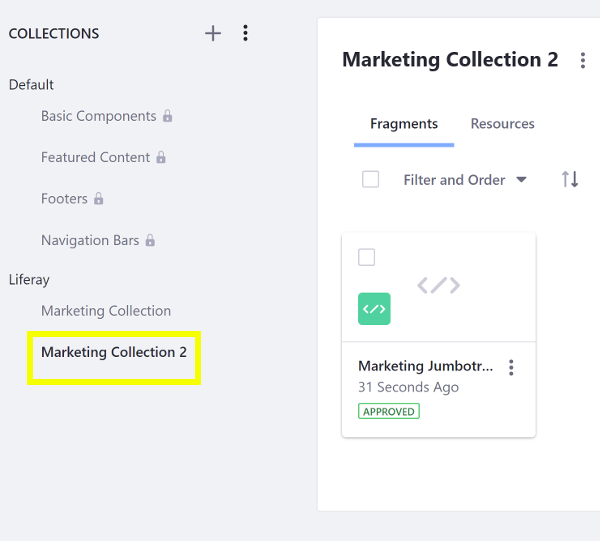 COLLECTIONS
Default
Basic Components
Featured Content
Footers
Navigation Bars
Liferay
Marketing Collection
Marketing Collection 2
Marketing Collection 2
Fragments Resources
Filter and Order
</>
</>
Marketing Jumbotr...
31 Seconds Ago
APPROVED